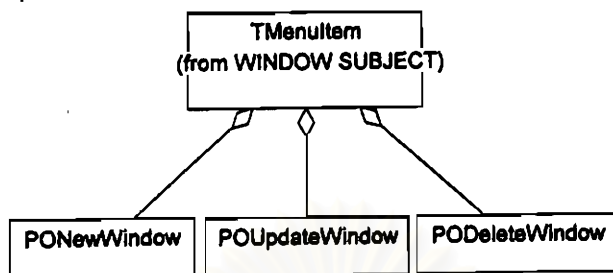 TMenuItem
(from WINDOW SUBJECT)
PONewWindow
POUpdateWindow
PODeleteWindow